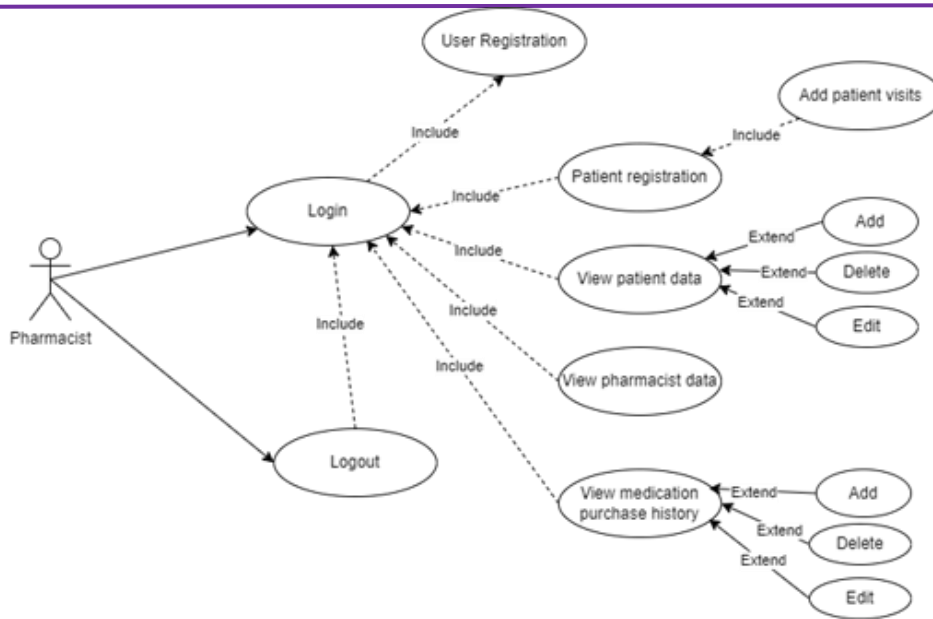 User Registration
Add patient visits
Include
Include
Patient registration
Login
Include
Add
Extend
Include
View patient data
Extend
Delete
Extend
Pharmacist
Include
Include
Edit
Include
View pharmacist data
Logout
View medication
purchase history
Extend
Add
Extend
Delete
Extend
Edit